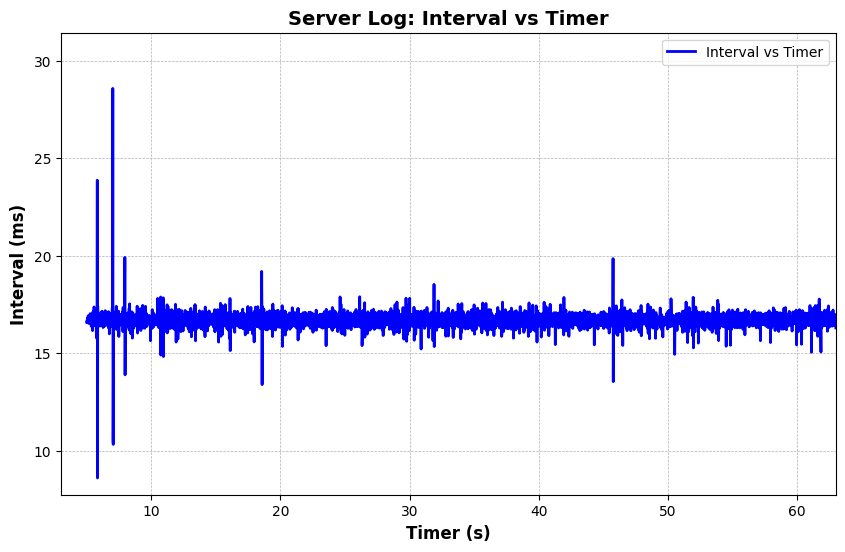 Server Log: Interval vs Timer
Interval vs Timer
30
25
20
15
10
Interval (ms)
10 20 30 40 50 60
Timer (s)